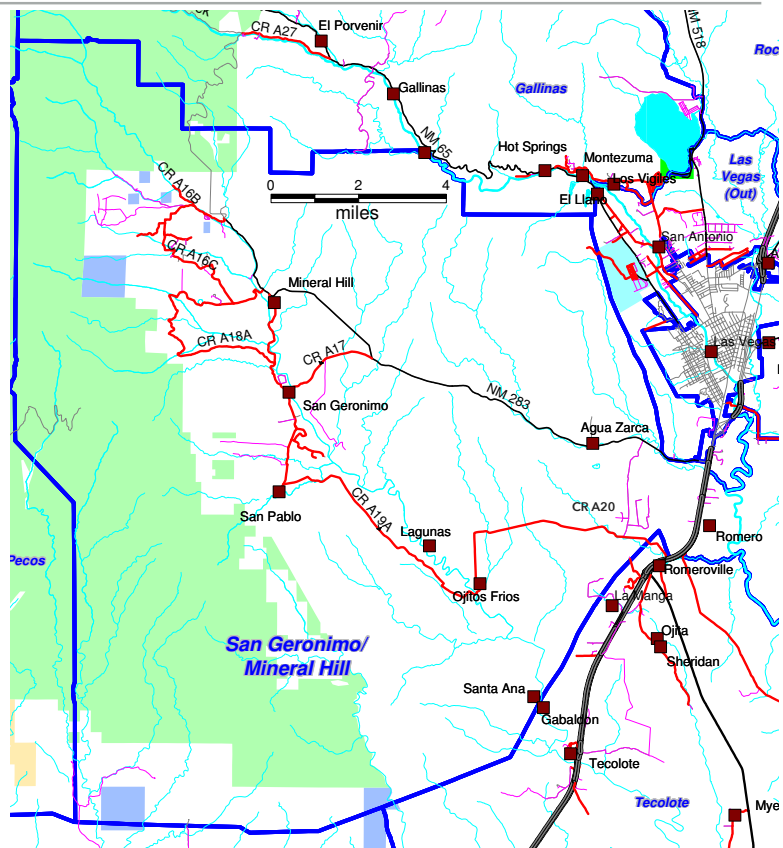 CR A27
El Porvenir
NM 518
Roc
Gallinas
Gallinas
NM 65
Hot Springs
Montezuma
Las
Vegas
(Out)
Los Vigiles
El Llano
CR A16B
0 2 4
miles
San Antonio
CR A16C
Mineral Hill
CR A18A
CR A17
Las Vegas
NM 283
San Geronimo
Agua Zarca
CR A19A
San Pablo
CR A20
Lagunas
Romero
Pecos
Romeroville
Ojitos Frios
La Manga
Ojita
Sheridan
San Geronimo/
Mineral Hill
Santa Ana
Gabaldon
Tecolote
Tecolote
Mye